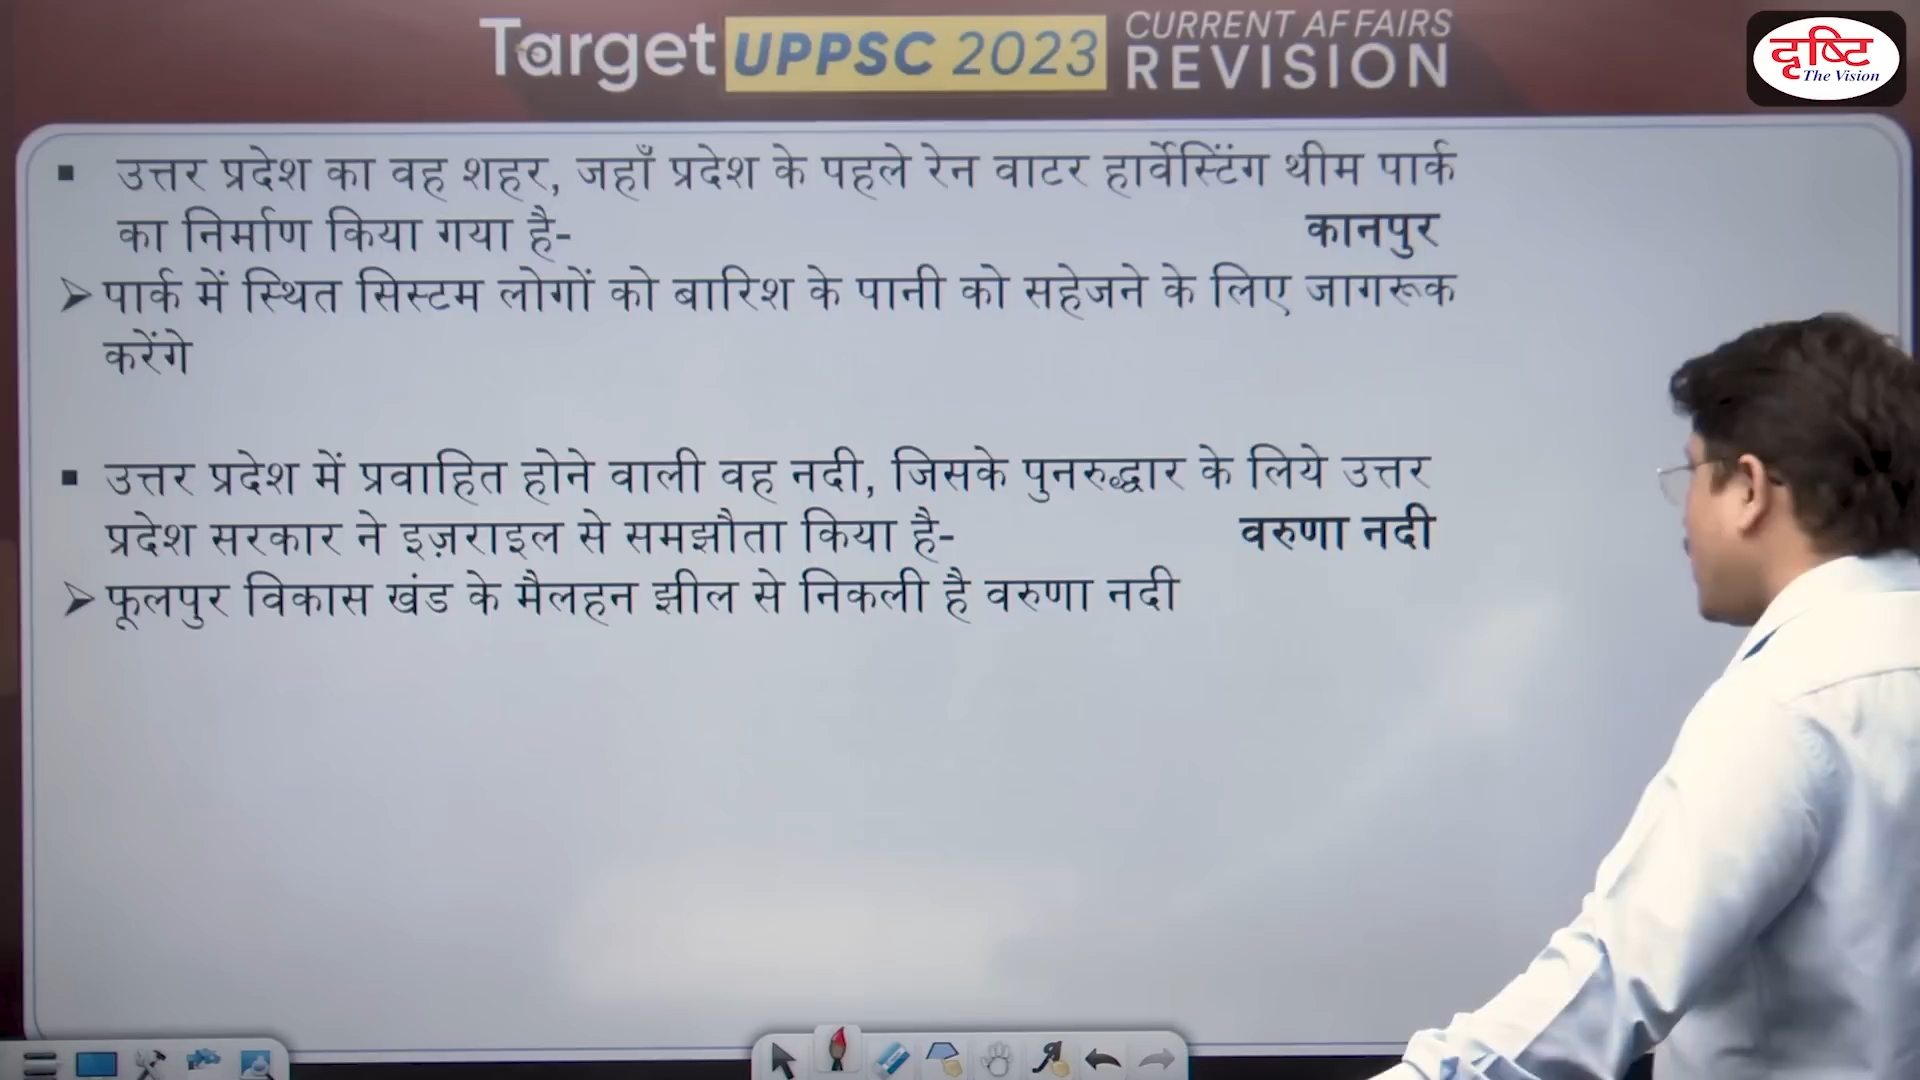 Target UPPSC 2023 CURRENT AFFAIRS REVISION
दृष्टि
The Vision
▪ उत्तर प्रदेश का वह शहर, जहाँ प्रदेश के पहले रेन वाटर हार्वेस्टिंग थीम पार्क
का निर्माण किया गया है- कानपुर
➢ पार्क में स्थित सिस्टम लोगों को बारिश के पानी को सहेजने के लिए जागरूक
करेंगे
▪ उत्तर प्रदेश में प्रवाहित होने वाली वह नदी, जिसके पुनरुद्धार के लिये उत्तर
प्रदेश सरकार ने इज़राइल से समझौता किया है- वरुणा नदी
➢ फूलपुर विकास खंड के मैलहन झील से निकली है वरुणा नदी